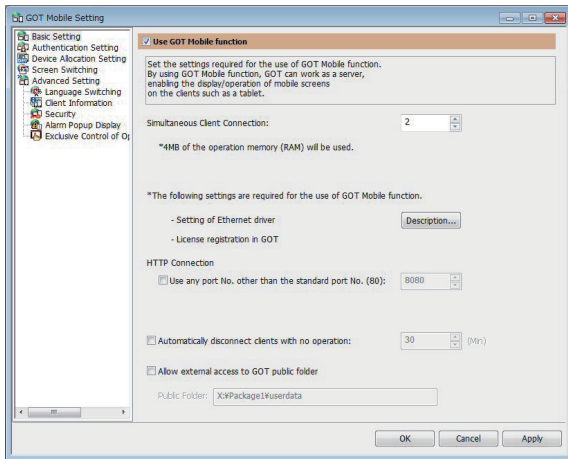 GOT Mobile Setting
Basic Setting
Authentication Setting
Device Allocation Setting
Screen Switching
Advanced Setting
Language Switching
Client Information
Security
Alarm Popup Display
Exclusive Control of Op
Use GOT Mobile function
Set the settings required for the use of GOT Mobile function.
By using GOT Mobile function, GOT can work as a server,
enabling the display/operation of mobile screens
on the clients such as a tablet.
Simultaneous Client Connection: 2
*4MB of the operation memory (RAM) will be used.
*The following settings are required for the use of GOT Mobile function.
- Setting of Ethernet driver Description...
- License registration in GOT
HTTP Connection
Use any port No. other than the standard port No. (80): 8080
Automatically disconnect clients with no operation: 30 (Min)
Allow external access to GOT public folder
Public Folder: X:¥Package1¥userdata
OK Cancel Apply